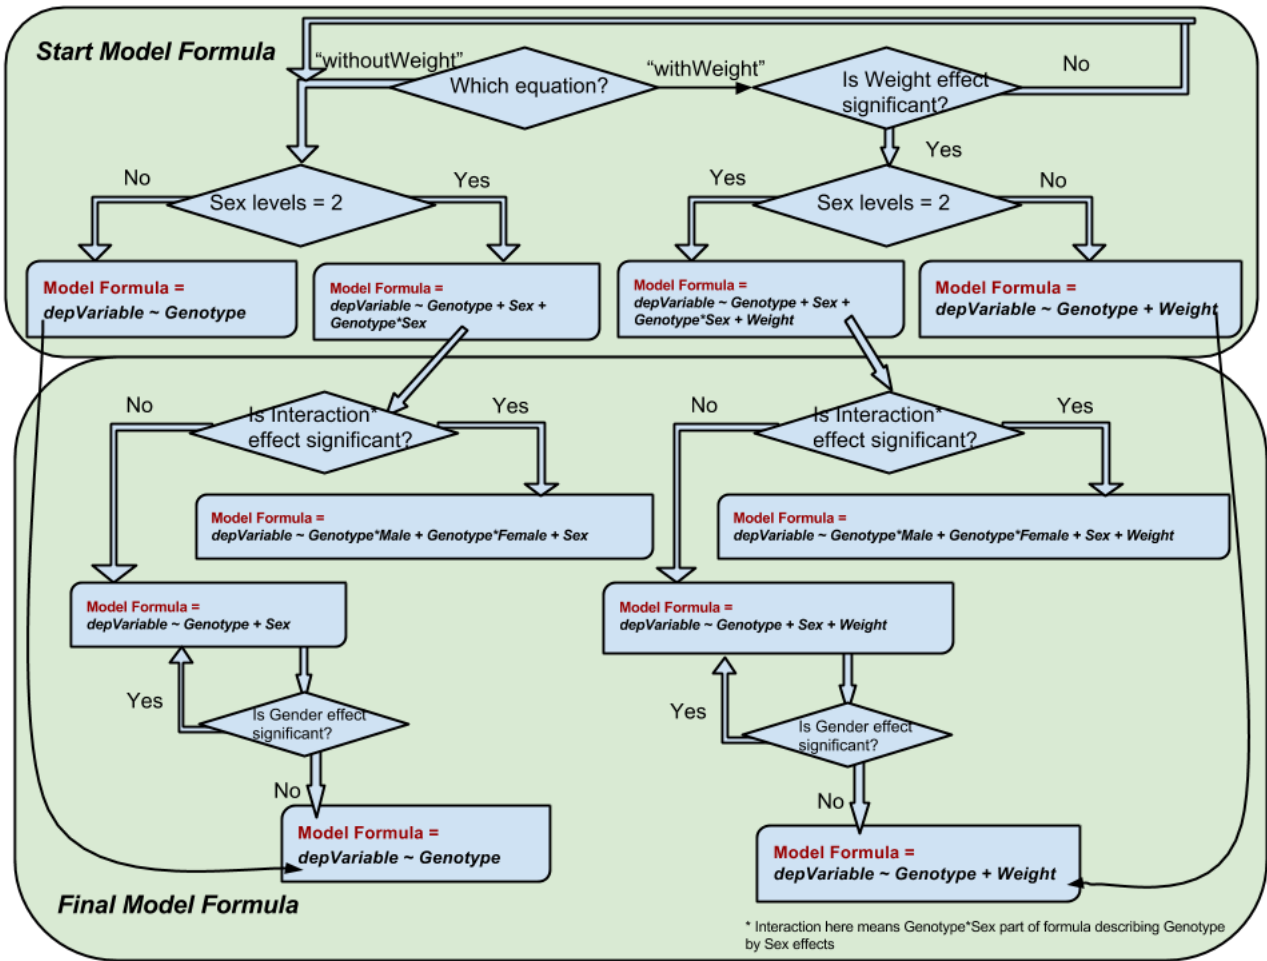 Start Model Formula
“withoutWeight”
Which equation?
“withWeight”
Is Weight effect
significant?
No
Yes
No
Sex levels = 2
Yes
Yes
Sex levels = 2
No
Model Formula =
depVariable ~ Genotype
Model Formula =
depVariable ~ Genotype + Sex +
Genotype*Sex
Model Formula =
depVariable ~ Genotype + Sex +
Genotype*Sex + Weight
Model Formula =
depVariable ~ Genotype + Weight
No
Is Interaction*
effect significant?
Yes
No
Is Interaction*
effect significant?
Yes
Model Formula =
depVariable ~ Genotype*Male + Genotype*Female + Sex
Model Formula =
depVariable ~ Genotype*Male + Genotype*Female + Sex + Weight
Model Formula =
depVariable ~ Genotype + Sex
Model Formula =
depVariable ~ Genotype + Sex + Weight
Yes
Is Gender effect
significant?
No
Yes
Is Gender effect
significant?
No
Model Formula =
depVariable ~ Genotype
Model Formula =
depVariable ~ Genotype + Weight
Final Model Formula
* Interaction here means Genotype*Sex part of formula describing Genotype
by Sex effects